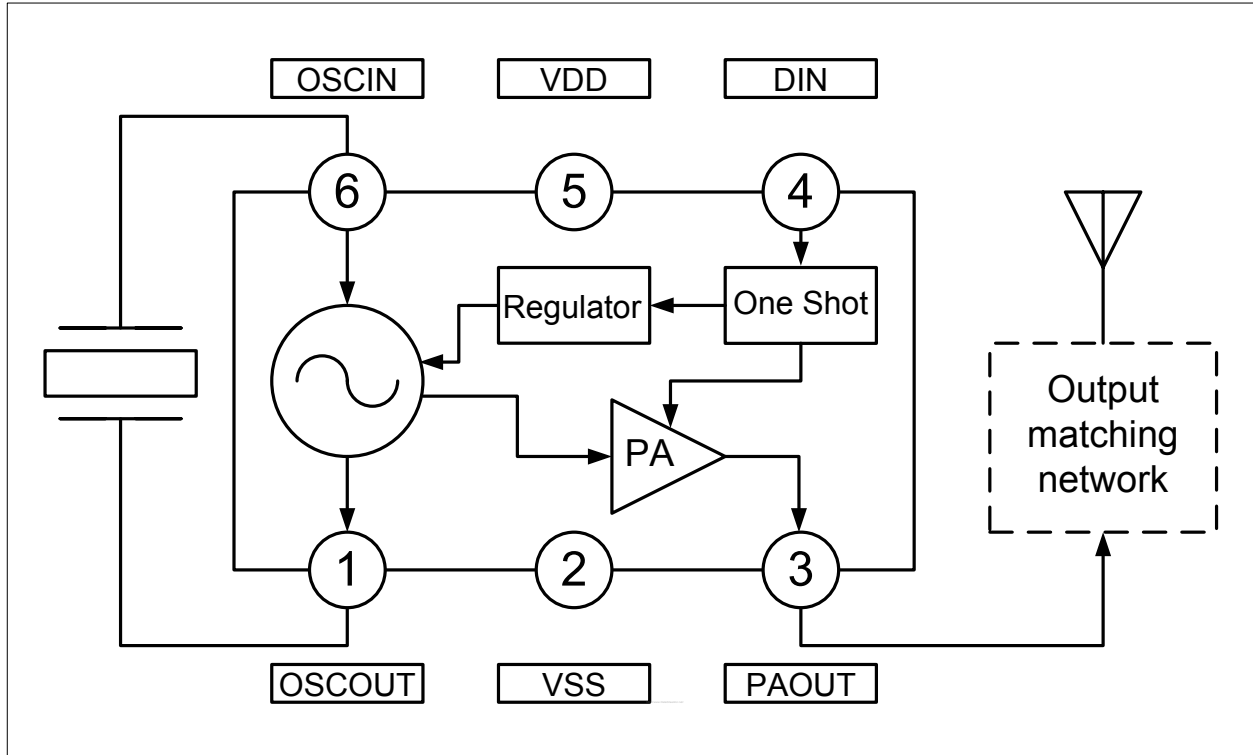 OSCIN
VDD
DIN
6
5
4
Regulator
One Shot
PA
Output
matching
network
1
2
3
OSCOUT
VSS
PAOUT